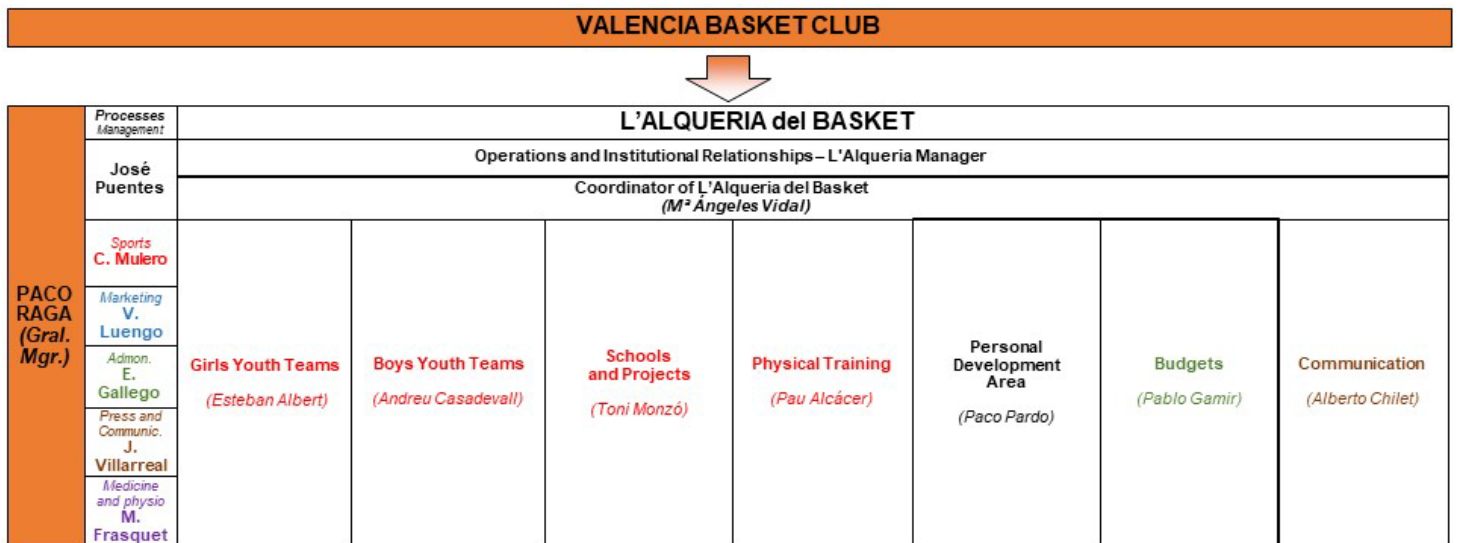 VALENCIA BASKET CLUB
PACO
RAGA
(Gral.
Mgr.)
Processes
Management
L'ALQUERIA del BASKET
José
Puentes
Operations and Institutional Relationships – L'Alqueria Manager
Coordinator of L'Alqueria del Basket
(Mª Ángeles Vidal)
Sports
C. Mulero
Marketing
V.
Luengo
Admon.
E.
Gallego
Press and
Communic.
J.
Villarreal
Medicine
and physio
M.
Frasquet
Girls Youth Teams
(Esteban Albert)
Boys Youth Teams
(Andreu Casadevall)
Schools
and Projects
(Toni Monzó)
Physical Training
(Pau Alcácer)
Personal
Development
Area
(Paco Pardo)
Budgets
(Pablo Gamir)
Communication
(Alberto Chilet)